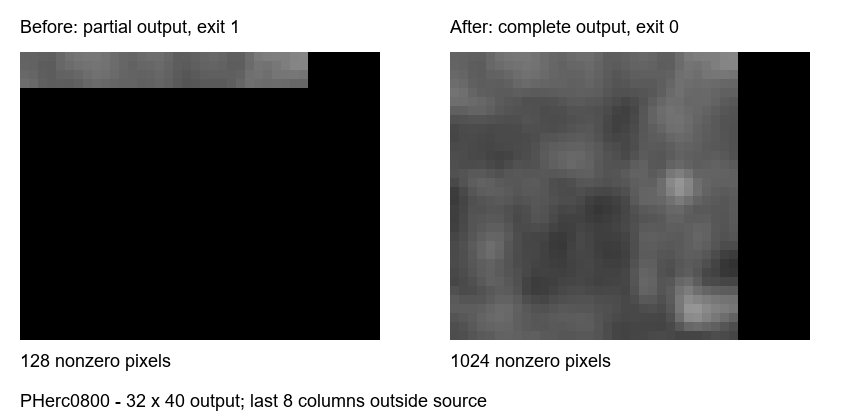 Before: partial output, exit 1
After: complete output, exit 0
128 nonzero pixels
1024 nonzero pixels
PHerc0800 - 32 x 40 output; last 8 columns outside source